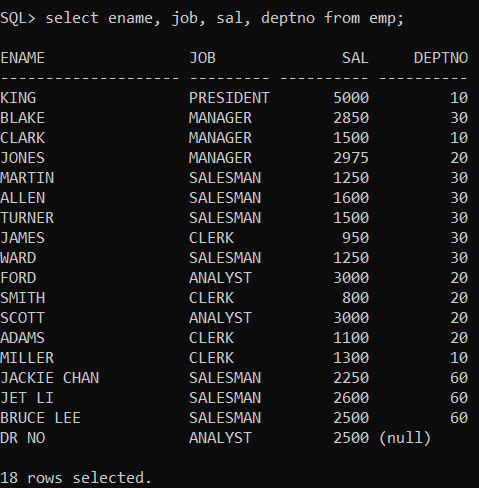 SQL> select ename, job, sal, deptno from emp;
ENAME                JOB              SAL     DEPTNO
-------------------- --------- ---------- ----------
KING                 PRESIDENT       5000         10
BLAKE                MANAGER         2850         30
CLARK                MANAGER         1500         10
JONES                MANAGER         2975         20
MARTIN               SALESMAN        1250         30
ALLEN                SALESMAN        1600         30
TURNER               SALESMAN        1500         30
JAMES                CLERK            950         30
WARD                 SALESMAN        1250         30
FORD                 ANALYST         3000         20
SMITH                CLERK            800         20
SCOTT                ANALYST         3000         20
ADAMS                CLERK           1100         20
MILLER               CLERK           1300         10
JACKIE CHAN          SALESMAN        2250         60
JET LI               SALESMAN        2600         60
BRUCE LEE            SALESMAN        2500         60
DR NO                ANALYST         2500 (null)
18 rows selected.